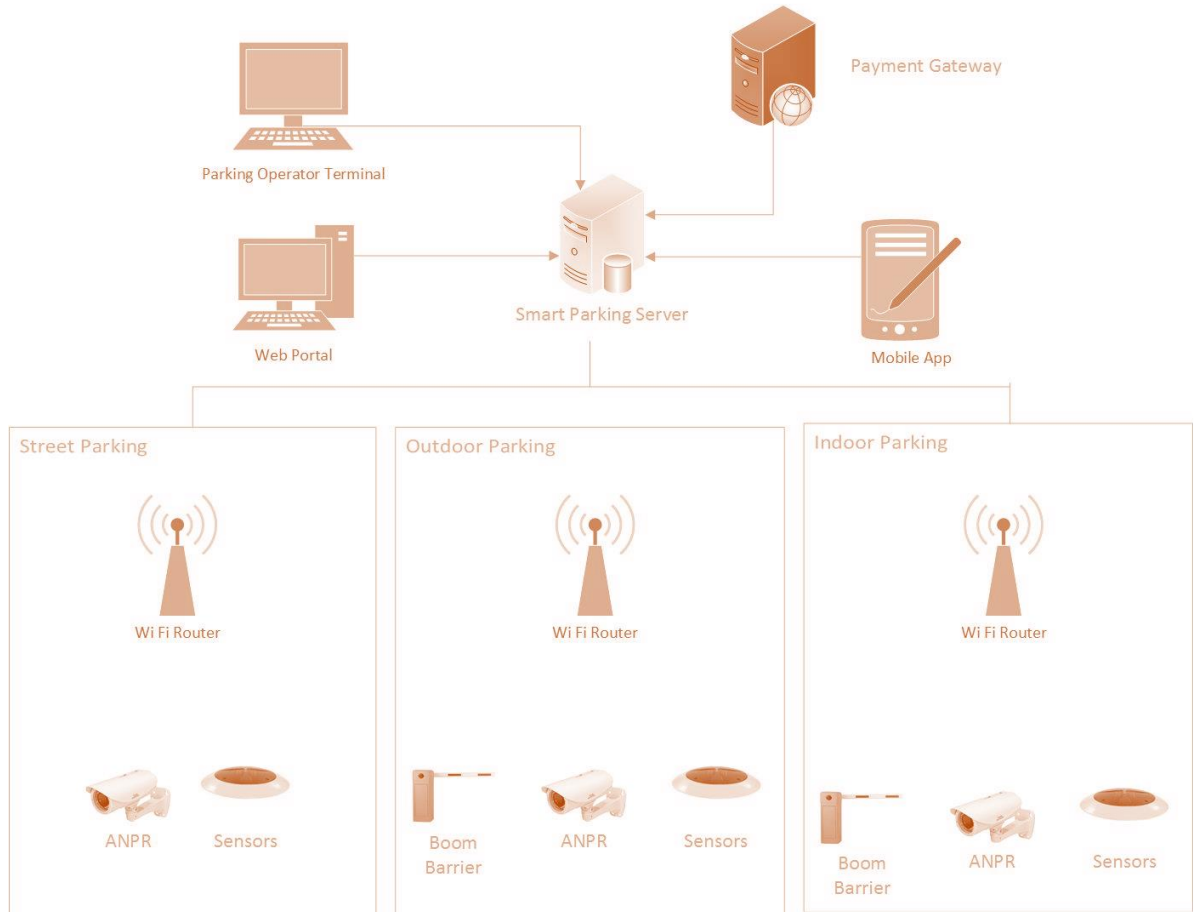 Payment Gateway
Parking Operator Terminal
Smart Parking Server
Web Portal
Mobile App
Street Parking
Outdoor Parking
Indoor Parking
Wi Fi Router
Wi Fi Router
Wi Fi Router
ANPR
Sensors
Boom
Barrier
ANPR
Sensors
Boom
Barrier
ANPR
Sensors